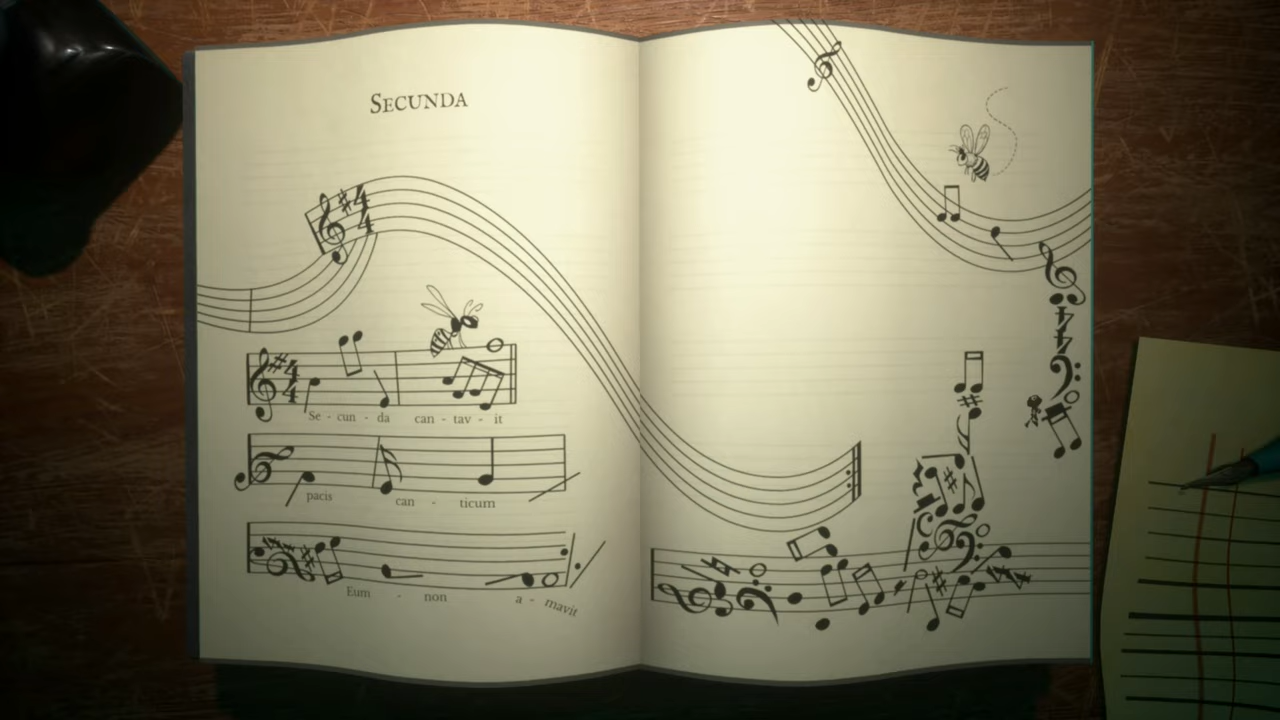 SECUNDA
Se - cun - da can - tav - it
pacis can - ticum
Eum - non a - mavit